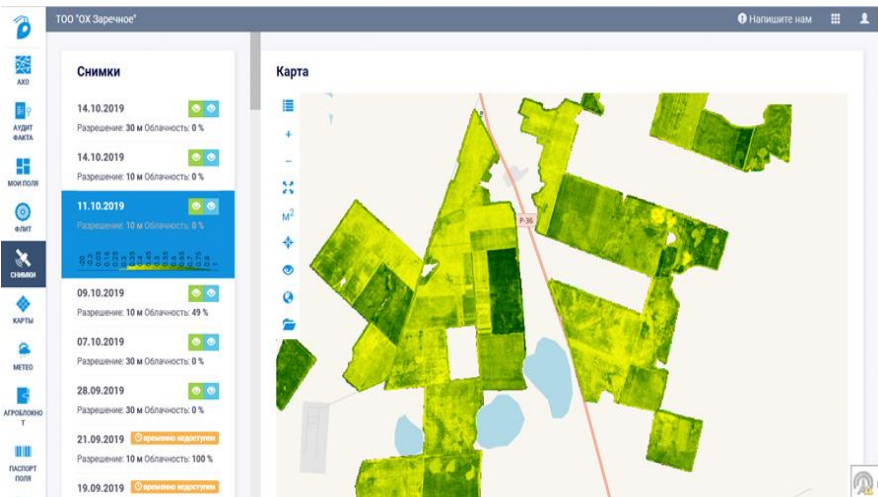 ТОО "ОХ Заречное"
Напишите нам
АХО
АУДИТ
ФАКТА
МОИ ПОЛЯ
ФЛИТ
СНИМКИ
КАРТЫ
МЕТЕО
АГРОБЛОКНО
Т
ПАСПОРТ
ПОЛЯ
Снимки
14.10.2019
Разрешение: 30 м Облачность: 0 %
14.10.2019
Разрешение: 10 м Облачность: 0 %
11.10.2019
Разрешение: 10 м Облачность: 0 %
09.10.2019
Разрешение: 10 м Облачность: 49 %
07.10.2019
Разрешение: 30 м Облачность: 0 %
28.09.2019
Разрешение: 30 м Облачность: 0 %
21.09.2019 временно недоступен
Разрешение: 10 м Облачность: 100 %
19.09.2019 временно недоступен
Карта
М²
Р-36